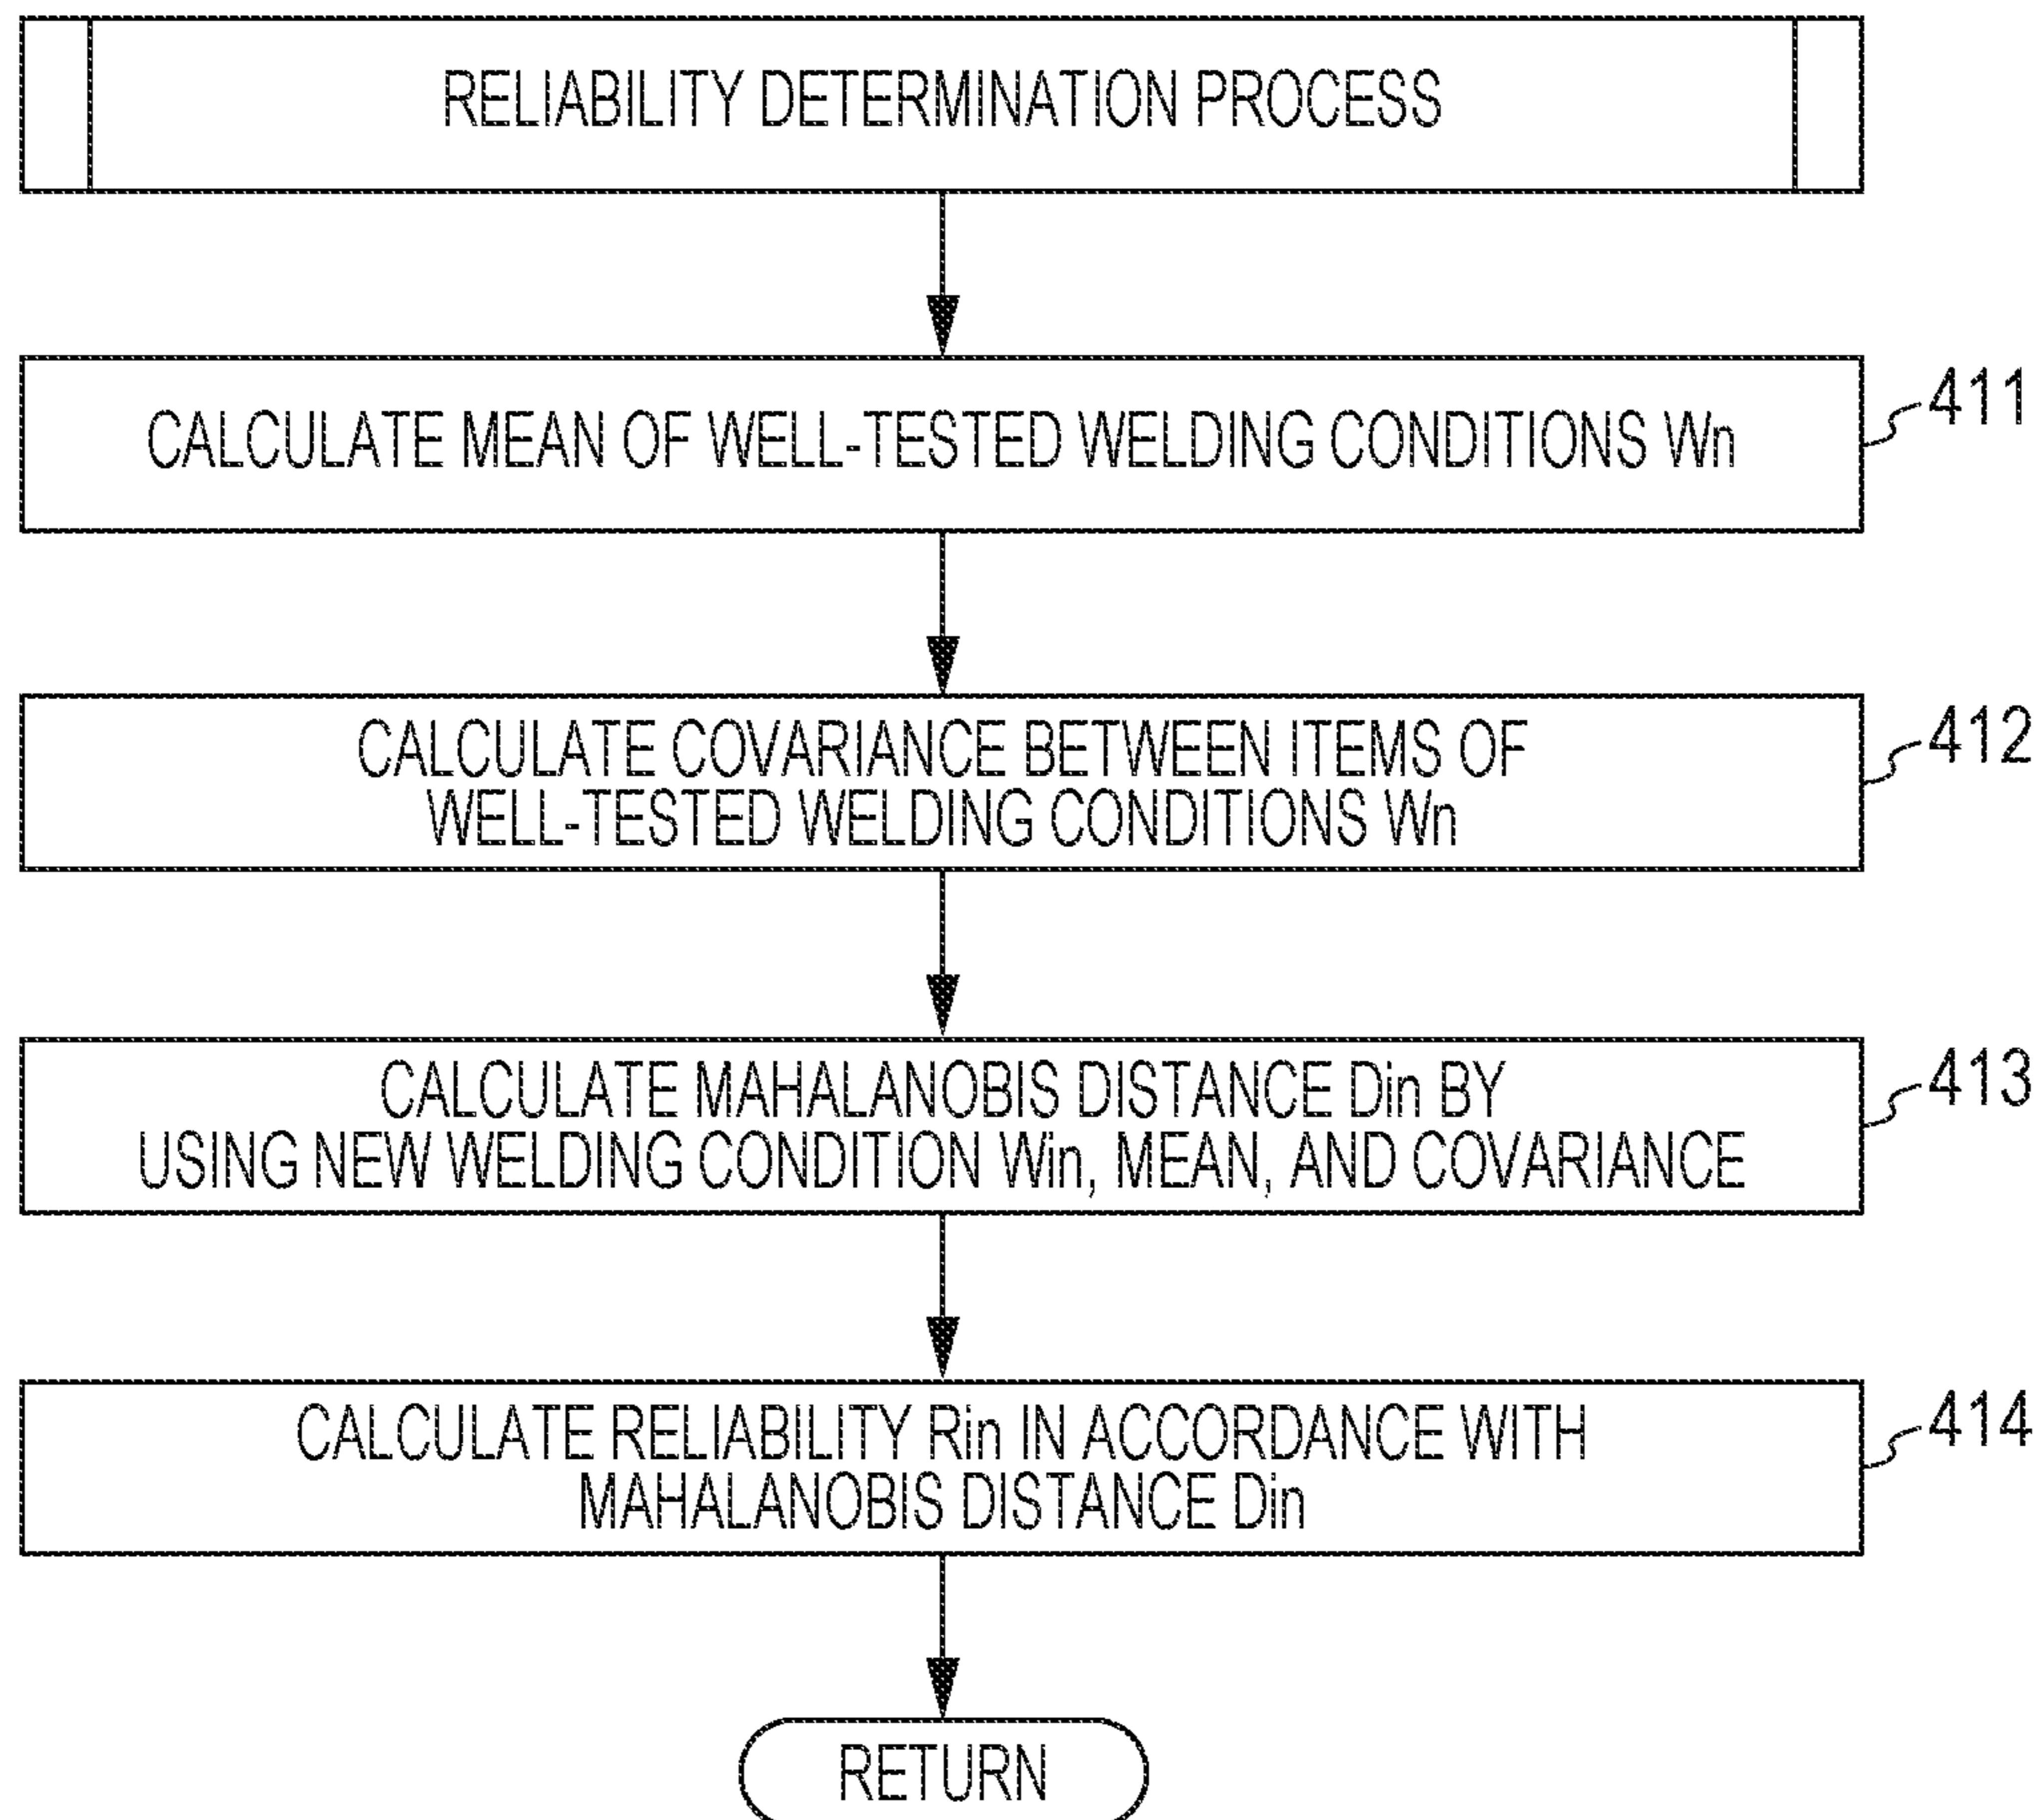 RELIABILITY DETERMINATION PROCESS
CALCULATE MEAN OF WELL-TESTED WELDING CONDITIONS Wn
411
CALCULATE COVARIANCE BETWEEN ITEMS OF
WELL-TESTED WELDING CONDITIONS Wn
412
CALCULATE MAHALANOBIS DISTANCE Din BY
USING NEW WELDING CONDITION Win, MEAN, AND COVARIANCE
413
CALCULATE RELIABILITY Rin IN ACCORDANCE WITH
MAHALANOBIS DISTANCE Din
414
RETURN